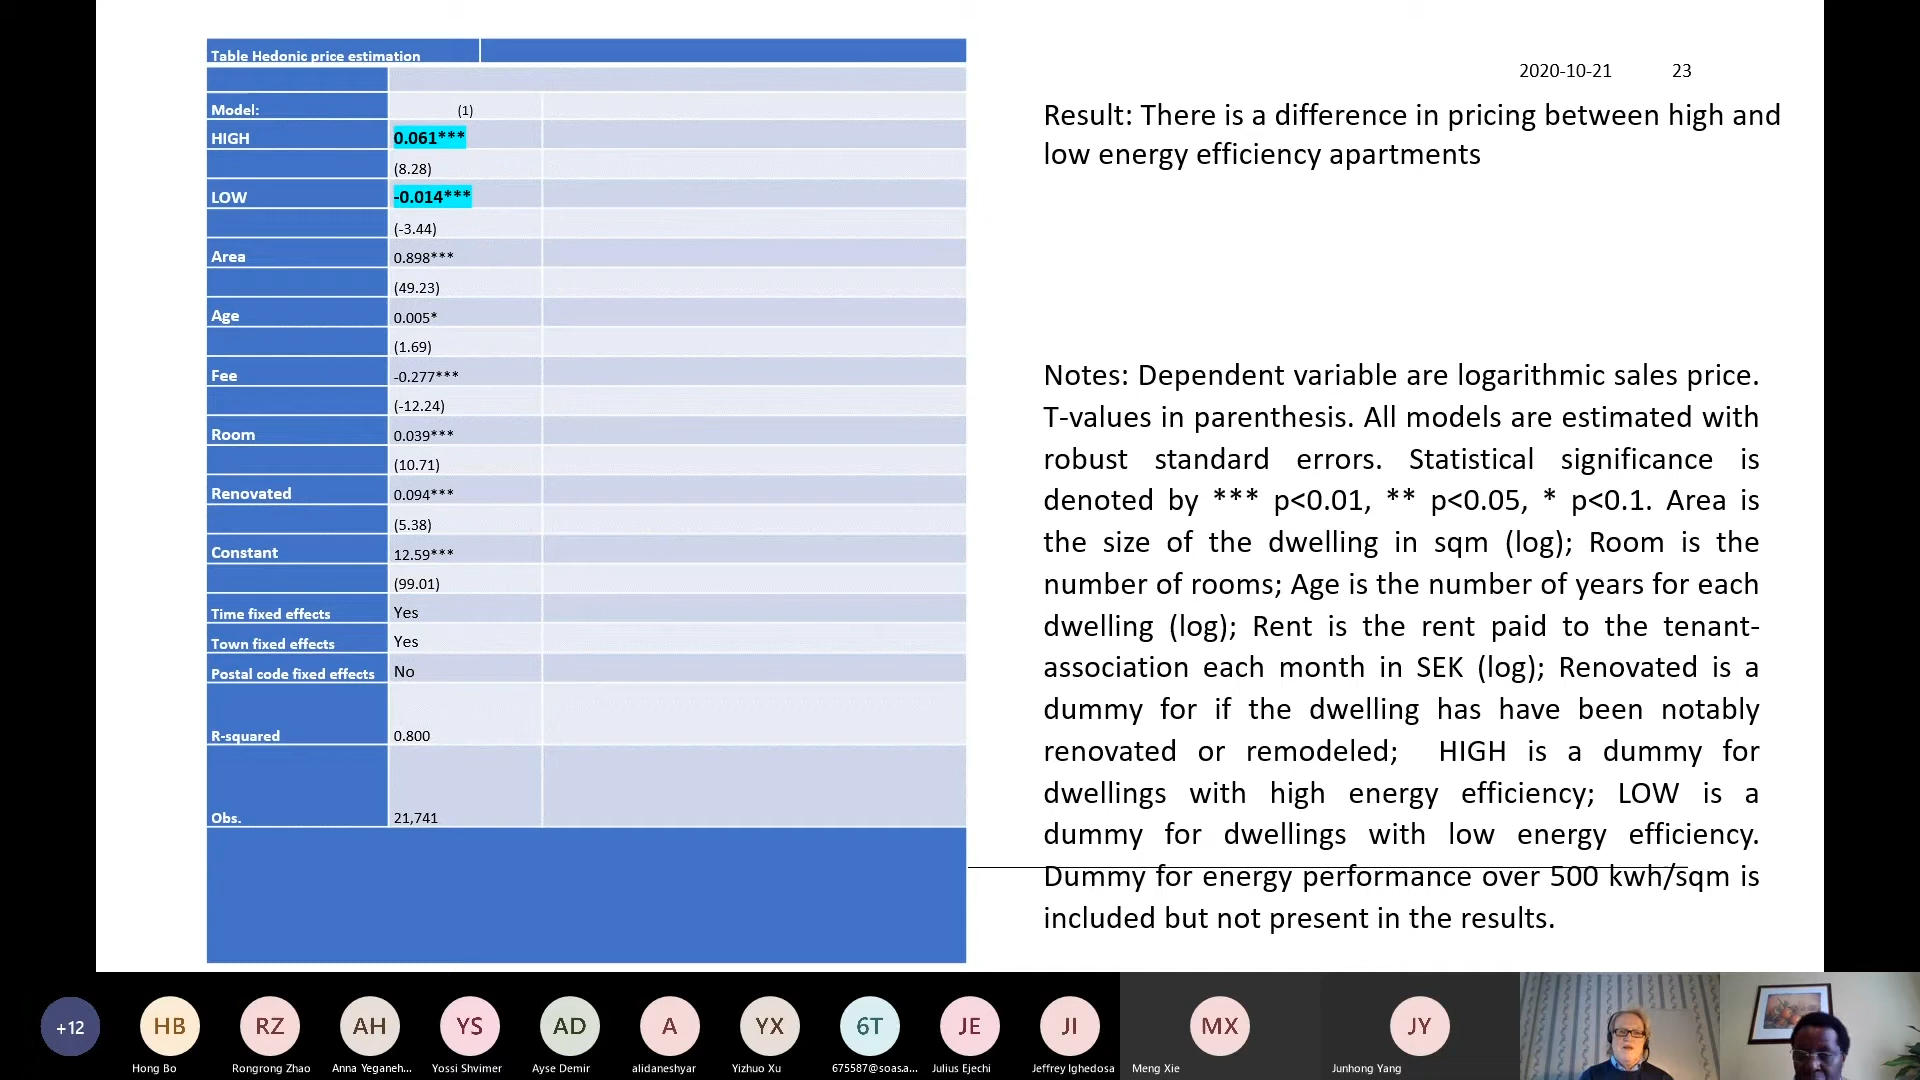 Table Hedonic price estimation
Model: (1)
HIGH 0.061***
(8.28)
LOW -0.014***
(-3.44)
Area 0.898***
(49.23)
Age 0.005*
(1.69)
Fee -0.277***
(-12.24)
Room 0.039***
(10.71)
Renovated 0.094***
(5.38)
Constant 12.59***
(99.01)
Time fixed effects Yes
Town fixed effects Yes
Postal code fixed effects No
R-squared 0.800
Obs. 21,741
2020-10-21 23
Result: There is a difference in pricing between high and
low energy efficiency apartments
Notes: Dependent variable are logarithmic sales price.
T-values in parenthesis. All models are estimated with
robust standard errors. Statistical significance is
denoted by *** p<0.01, ** p<0.05, * p<0.1. Area is
the size of the dwelling in sqm (log); Room is the
number of rooms; Age is the number of years for each
dwelling (log); Rent is the rent paid to the tenant-
association each month in SEK (log); Renovated is a
dummy for if the dwelling has have been notably
renovated or remodeled; HIGH is a dummy for
dwellings with high energy efficiency; LOW is a
dummy for dwellings with low energy efficiency.
Dummy for energy performance over 500 kwh/sqm is
included but not present in the results.
+12 HB RZ AH YS AD A YX 6T JE JI MX JY
Hong Bo Rongrong Zhao Anna Yeganeh... Yossi Shvimer Ayse Demir alidaneshyar Yizhuo Xu 675587@soas.a... Julius Ejechi Jeffrey Ighedosa Meng Xie Junhong Yang